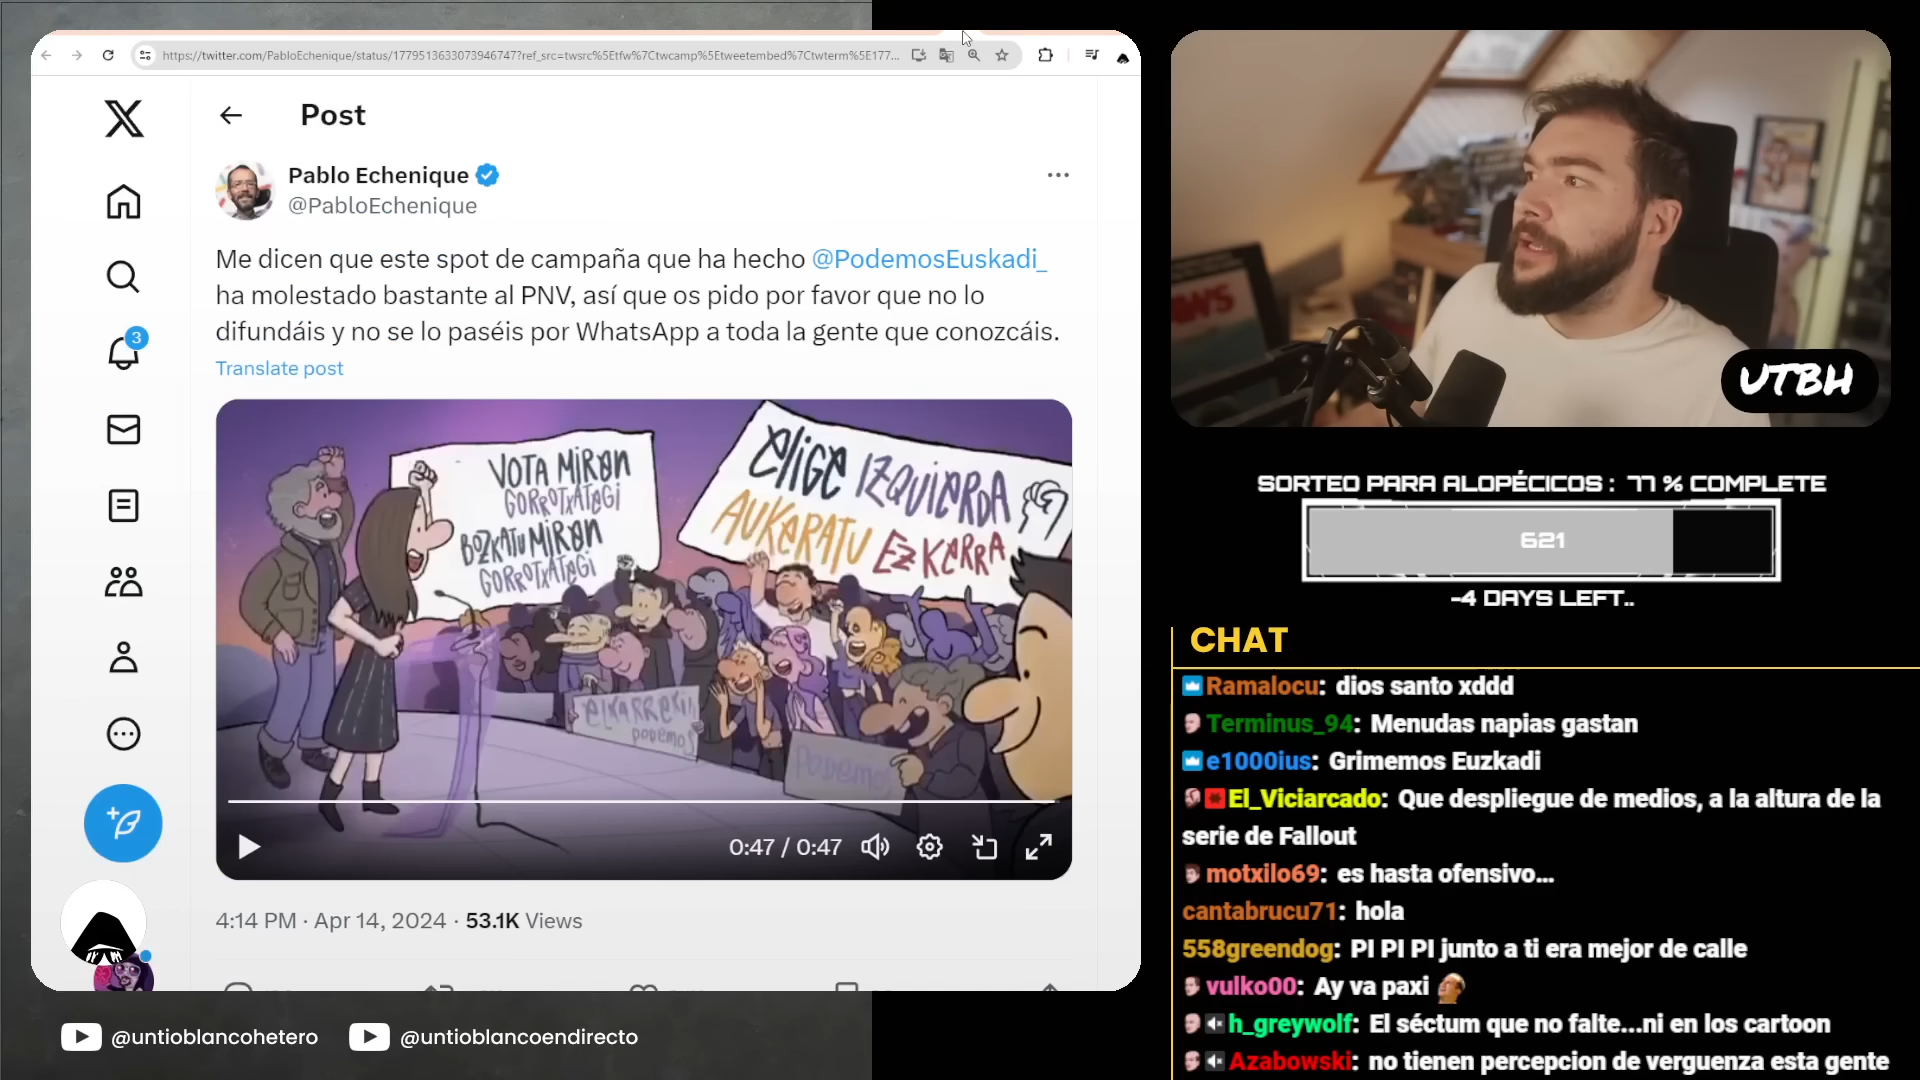 https://twitter.com/PabloEchenique/status/1779513633073946747?ref_src=twsrc%5Etfw%7Ctwcamp%5Etweetembed%7Ctwterm%5E177...
Post
Pablo Echenique
@PabloEchenique
Me dicen que este spot de campaña que ha hecho @PodemosEuskadi_
ha molestado bastante al PNV, así que os pido por favor que no lo
difundáis y no se lo paséis por WhatsApp a toda la gente que conozcáis.
Translate post
3
VOTA MIREN
GORROTXATEGI
BOZKATU MIREN
GORROTXATEGI
ELIGE IZQUIERDA
AUKERATU EZKERRA
ELKARREKIN
PODEMOS
PODEMOS
0:47 / 0:47
4:14 PM · Apr 14, 2024 · 53.1K Views
@untioblancohetero
@untioblancoendirecto
UTBH
SORTEO PARA ALOPÉCICOS : 77 % COMPLETE
621
-4 DAYS LEFT..
CHAT
Ramalocu: dios santo xddd
Terminus_94: Menudas napias gastan
e1000ius: Grimemos Euzkadi
El_Viciarcado: Que despliegue de medios, a la altura de la
serie de Fallout
motxilo69: es hasta ofensivo...
cantabrucu71: hola
558greendog: PI PI PI junto a ti era mejor de calle
vulko00: Ay va paxi
h_greywolf: El séctum que no falte...ni en los cartoon
Azabowski: no tienen percepcion de verguenza esta gente